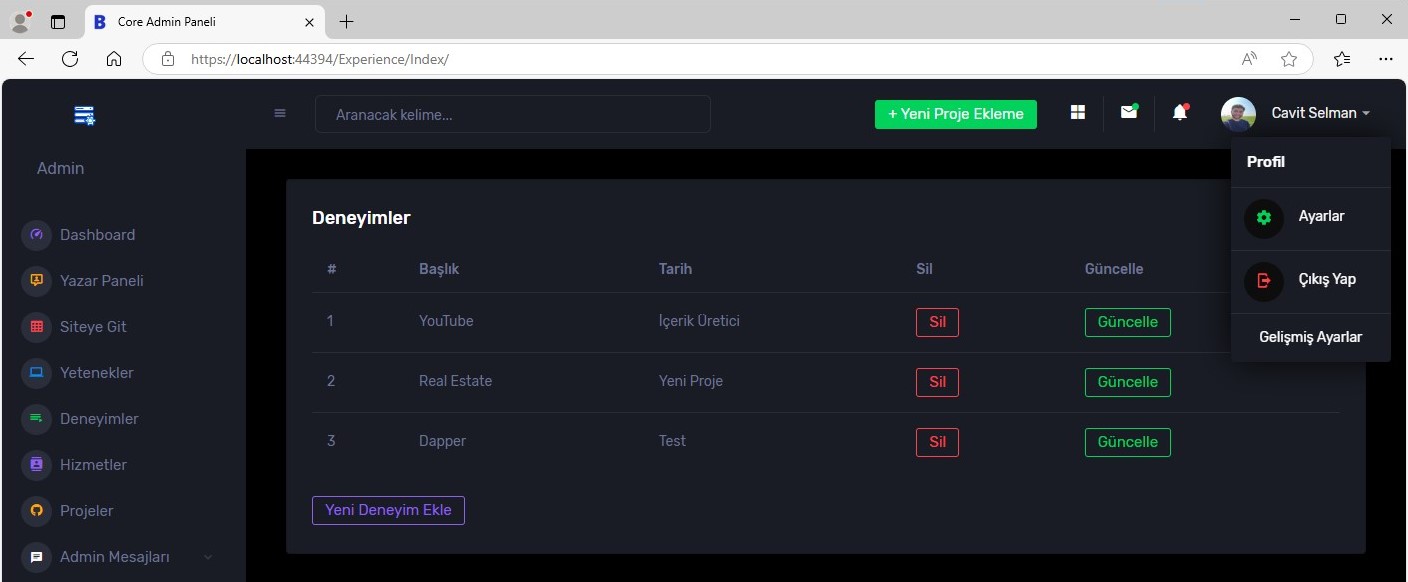 Core Admin Paneli
https://localhost:44394/Experience/Index/
Aranacak kelime...
+ Yeni Proje Ekleme
Cavit Selman
Admin
Dashboard
Yazar Paneli
Siteye Git
Yetenekler
Deneyimler
Hizmetler
Projeler
Admin Mesajları
Deneyimler
# Başlık Tarih Sil Güncelle
1 YouTube İçerik Üretici Sil Güncelle
2 Real Estate Yeni Proje Sil Güncelle
3 Dapper Test Sil Güncelle
Yeni Deneyim Ekle
Profil
Ayarlar
Çıkış Yap
Gelişmiş Ayarlar